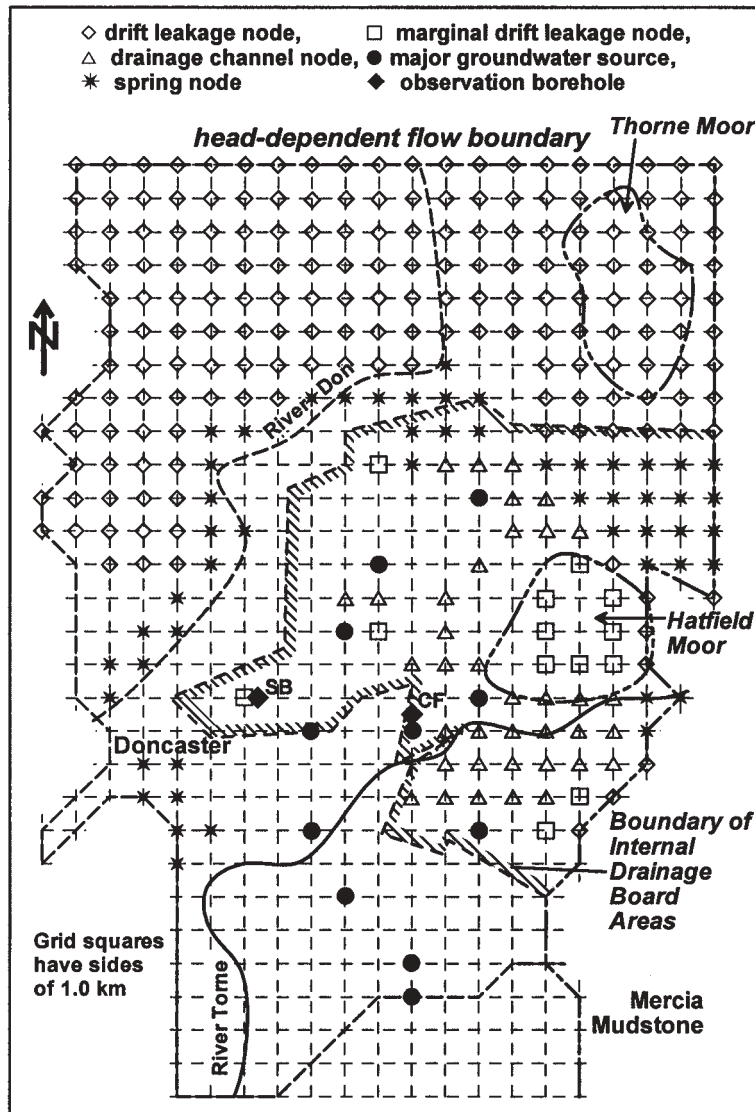 drift leakage node, marginal drift leakage node,
drainage channel node, major groundwater source,
spring node observation borehole
head-dependent flow boundary
Thorne Moor
N
River Don
Hatfield
Moor
SB
CF
Doncaster
Boundary of
Internal
Drainage
Board
Areas
Grid squares
have sides
of 1.0 km
River Torne
Mercia
Mudstone